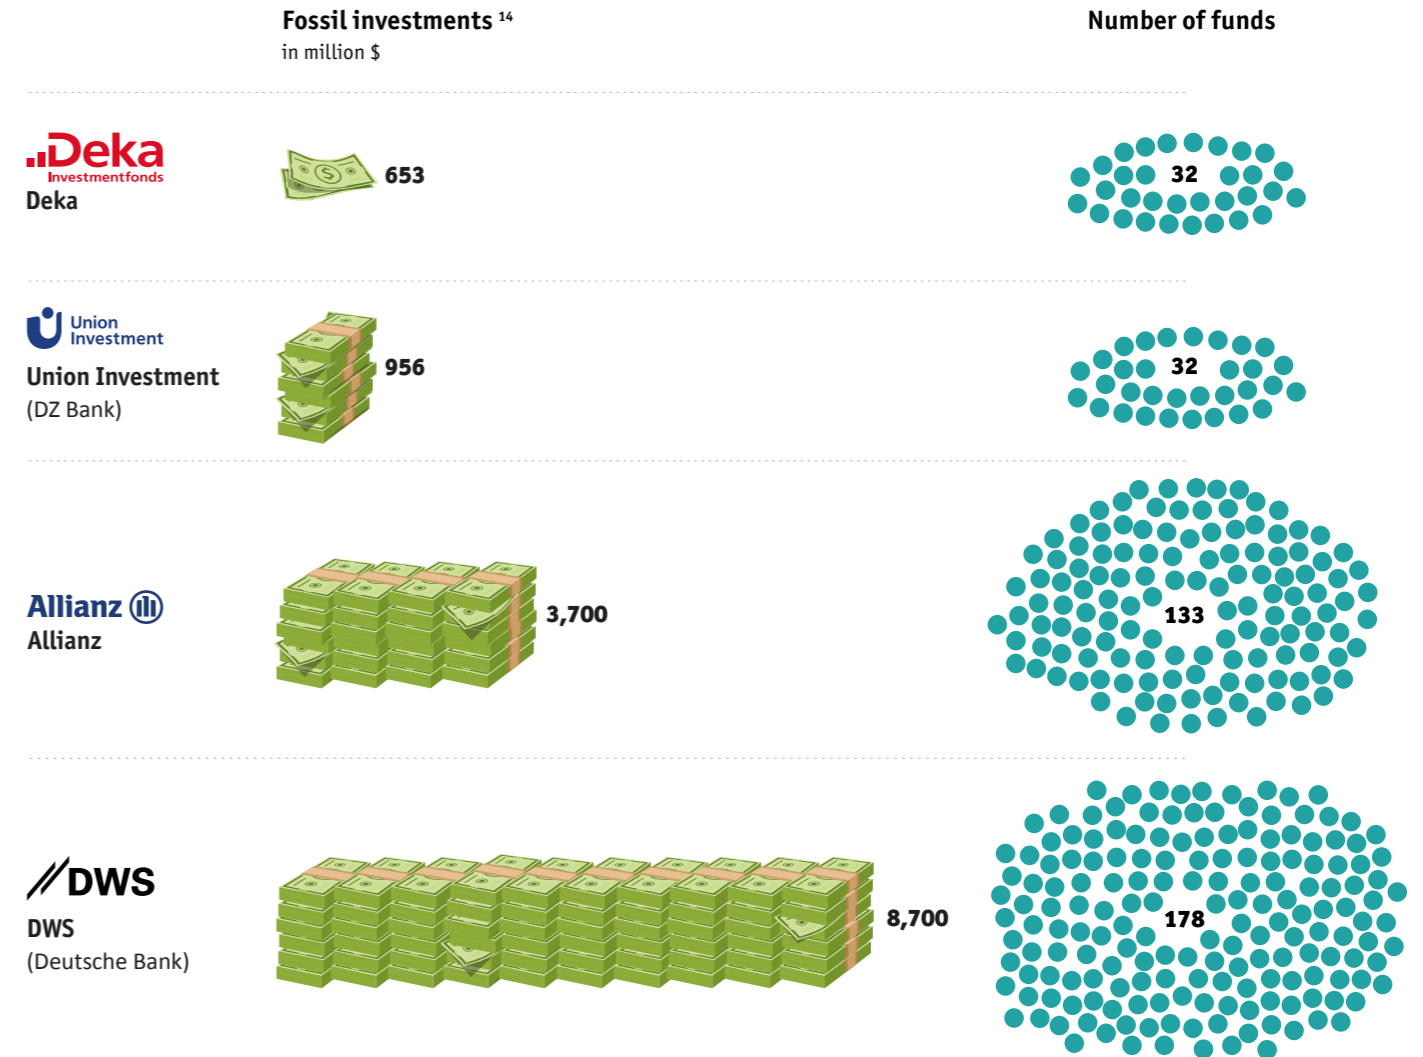 Fossil investments 14
in million $
Number of funds
Deka
Investmentfonds
Deka
653
32
Union
Investment
Union Investment
(DZ Bank)
956
32
Allianz
Allianz
3,700
133
DWS
DWS
(Deutsche Bank)
8,700
178